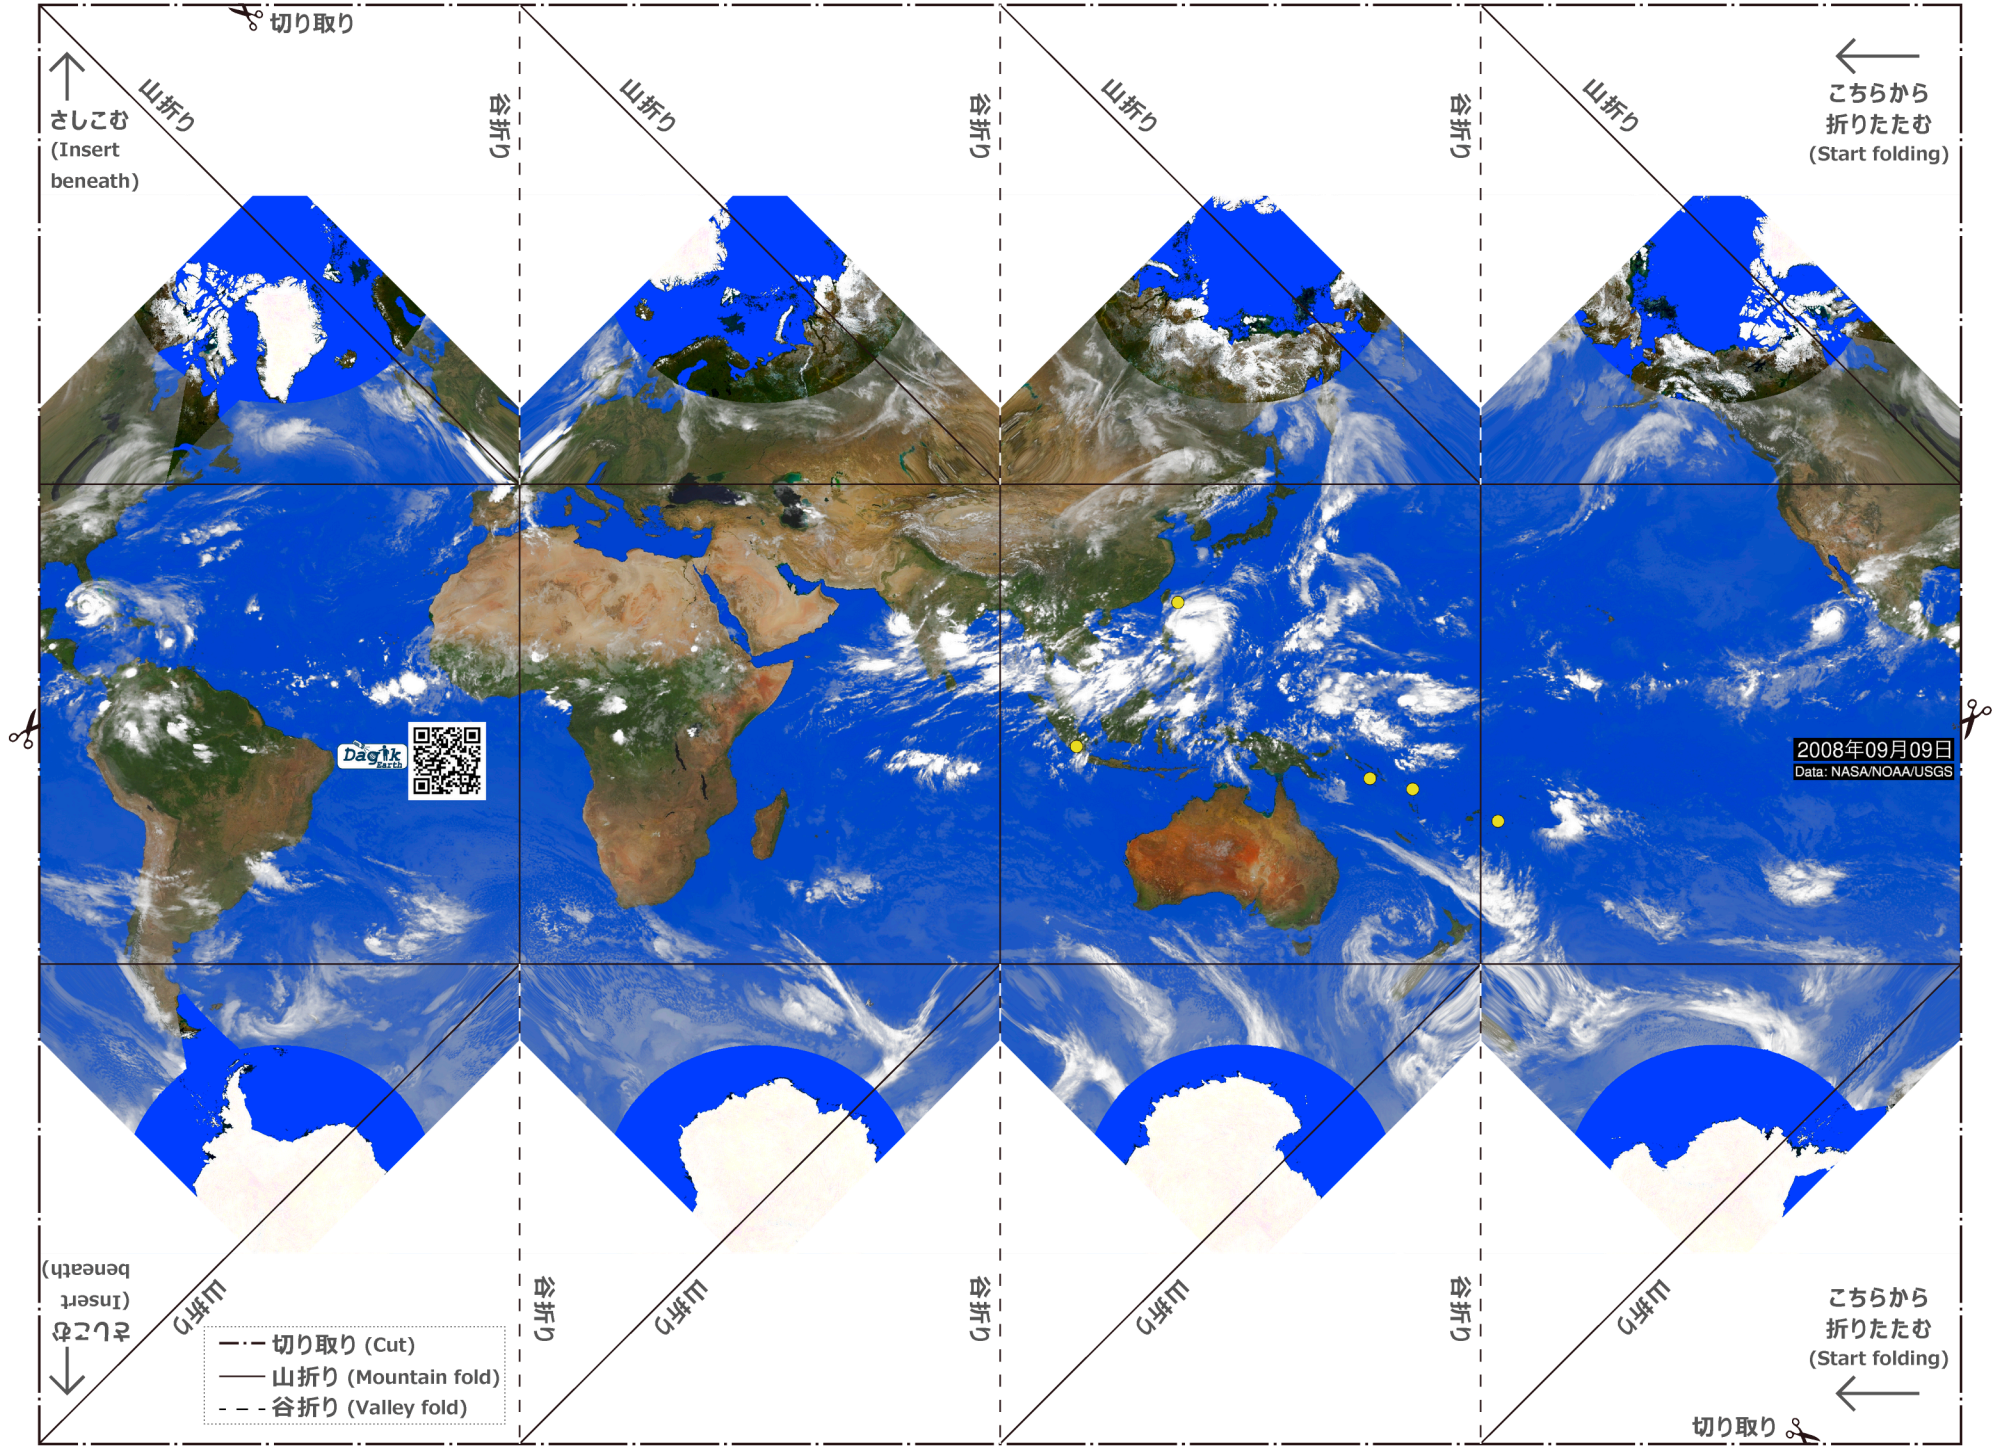 切り取り
さしこむ
(Insert
beneath)
山折り
谷折り
山折り
谷折り
山折り
谷折り
山折り
こちらから
折りたたむ
(Start folding)
Dagik
Earth
2008年09月09日
Data: NASA/NOAA/USGS
さしこむ
(Insert
beneath)
山折り
谷折り
山折り
谷折り
山折り
谷折り
山折り
こちらから
折りたたむ
(Start folding)
切り取り (Cut)
山折り (Mountain fold)
谷折り (Valley fold)
切り取り